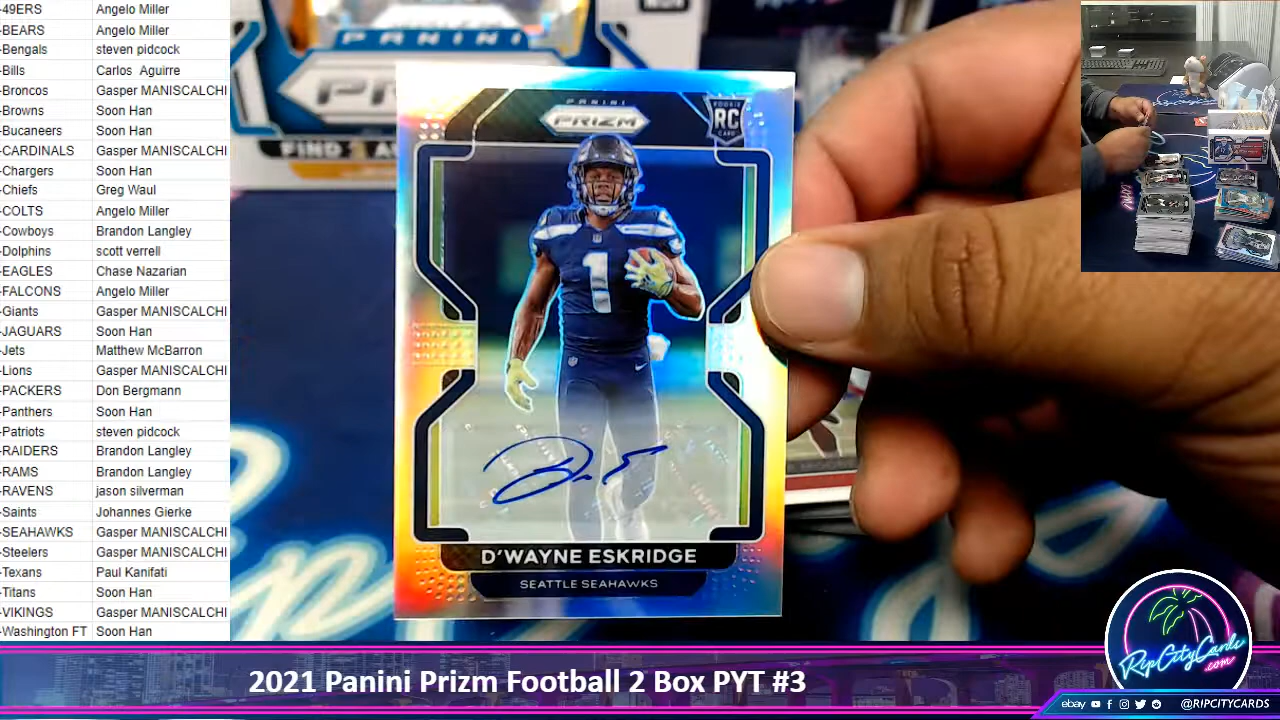 -49ERS Angelo Miller
-BEARS Angelo Miller
-Bengals steven pidcock
-Bills Carlos Aguirre
-Broncos Gasper MANISCALCHI
-Browns Soon Han
-Bucaneers Soon Han
-CARDINALS Gasper MANISCALCHI
-Chargers Soon Han
-Chiefs Greg Waul
-COLTS Angelo Miller
-Cowboys Brandon Langley
-Dolphins scott verrell
-EAGLES Chase Nazarian
-FALCONS Angelo Miller
-Giants Gasper MANISCALCHI
-JAGUARS Soon Han
-Jets Matthew McBarron
-Lions Gasper MANISCALCHI
-PACKERS Don Bergmann
-Panthers Soon Han
-Patriots steven pidcock
-RAIDERS Brandon Langley
-RAMS Brandon Langley
-RAVENS jason silverman
-Saints Johannes Gierke
-SEAHAWKS Gasper MANISCALCHI
-Steelers Gasper MANISCALCHI
-Texans Paul Kanifati
-Titans Soon Han
-VIKINGS Gasper MANISCALCHI
-Washington FT Soon Han
PANINI
FIND
PANINI
PRIZM
ROOKIE
RC
CARD
1
D'WAYNE ESKRIDGE
SEATTLE SEAHAWKS
2021 Panini Prizm Football 2 Box PYT #3
RipCityCards
.com
ebay @RIPCITYCARDS